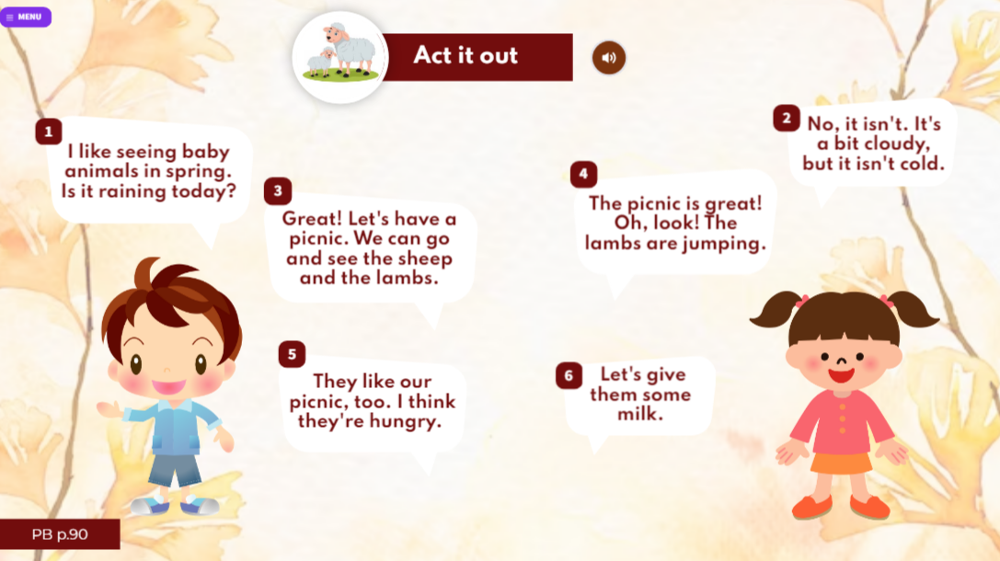 MENU
Act it out
1
I like seeing baby
animals in spring.
Is it raining today?
2
No, it isn't. It's
a bit cloudy,
but it isn't cold.
3
Great! Let's have a
picnic. We can go
and see the sheep
and the lambs.
4
The picnic is great!
Oh, look! The
lambs are jumping.
5
They like our
picnic, too. I think
they're hungry.
6
Let's give
them some
milk.
PB p.90